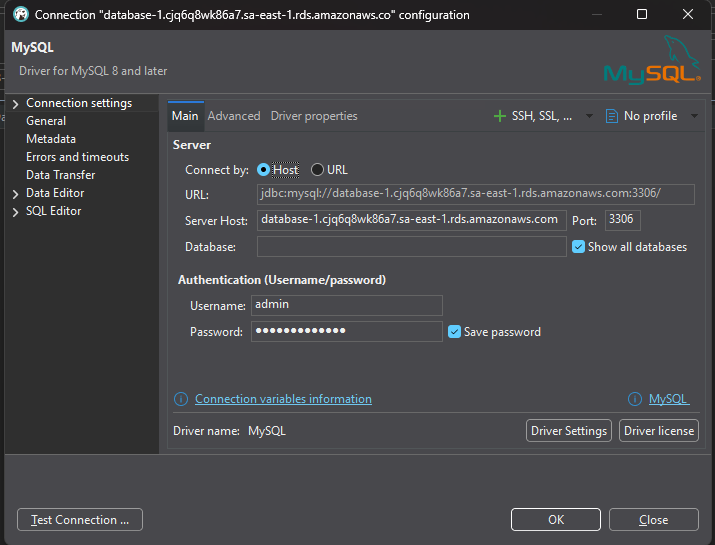 Connection "database-1.cjq6q8wk86a7.sa-east-1.rds.amazonaws.co" configuration
MySQL
Driver for MySQL 8 and later
MySQL
Connection settings
General
Metadata
Errors and timeouts
Data Transfer
Data Editor
SQL Editor
Main Advanced Driver properties SSH, SSL, ... No profile
Server
Connect by: Host URL
URL: jdbc:mysql://database-1.cjq6q8wk86a7.sa-east-1.rds.amazonaws.com:3306/
Server Host: database-1.cjq6q8wk86a7.sa-east-1.rds.amazonaws.com Port: 3306
Database: Show all databases
Authentication (Username/password)
Username: admin
Password: ●●●●●●●●●●●●● Save password
Connection variables information MySQL
Driver name: MySQL Driver Settings Driver license
Test Connection ... OK Close